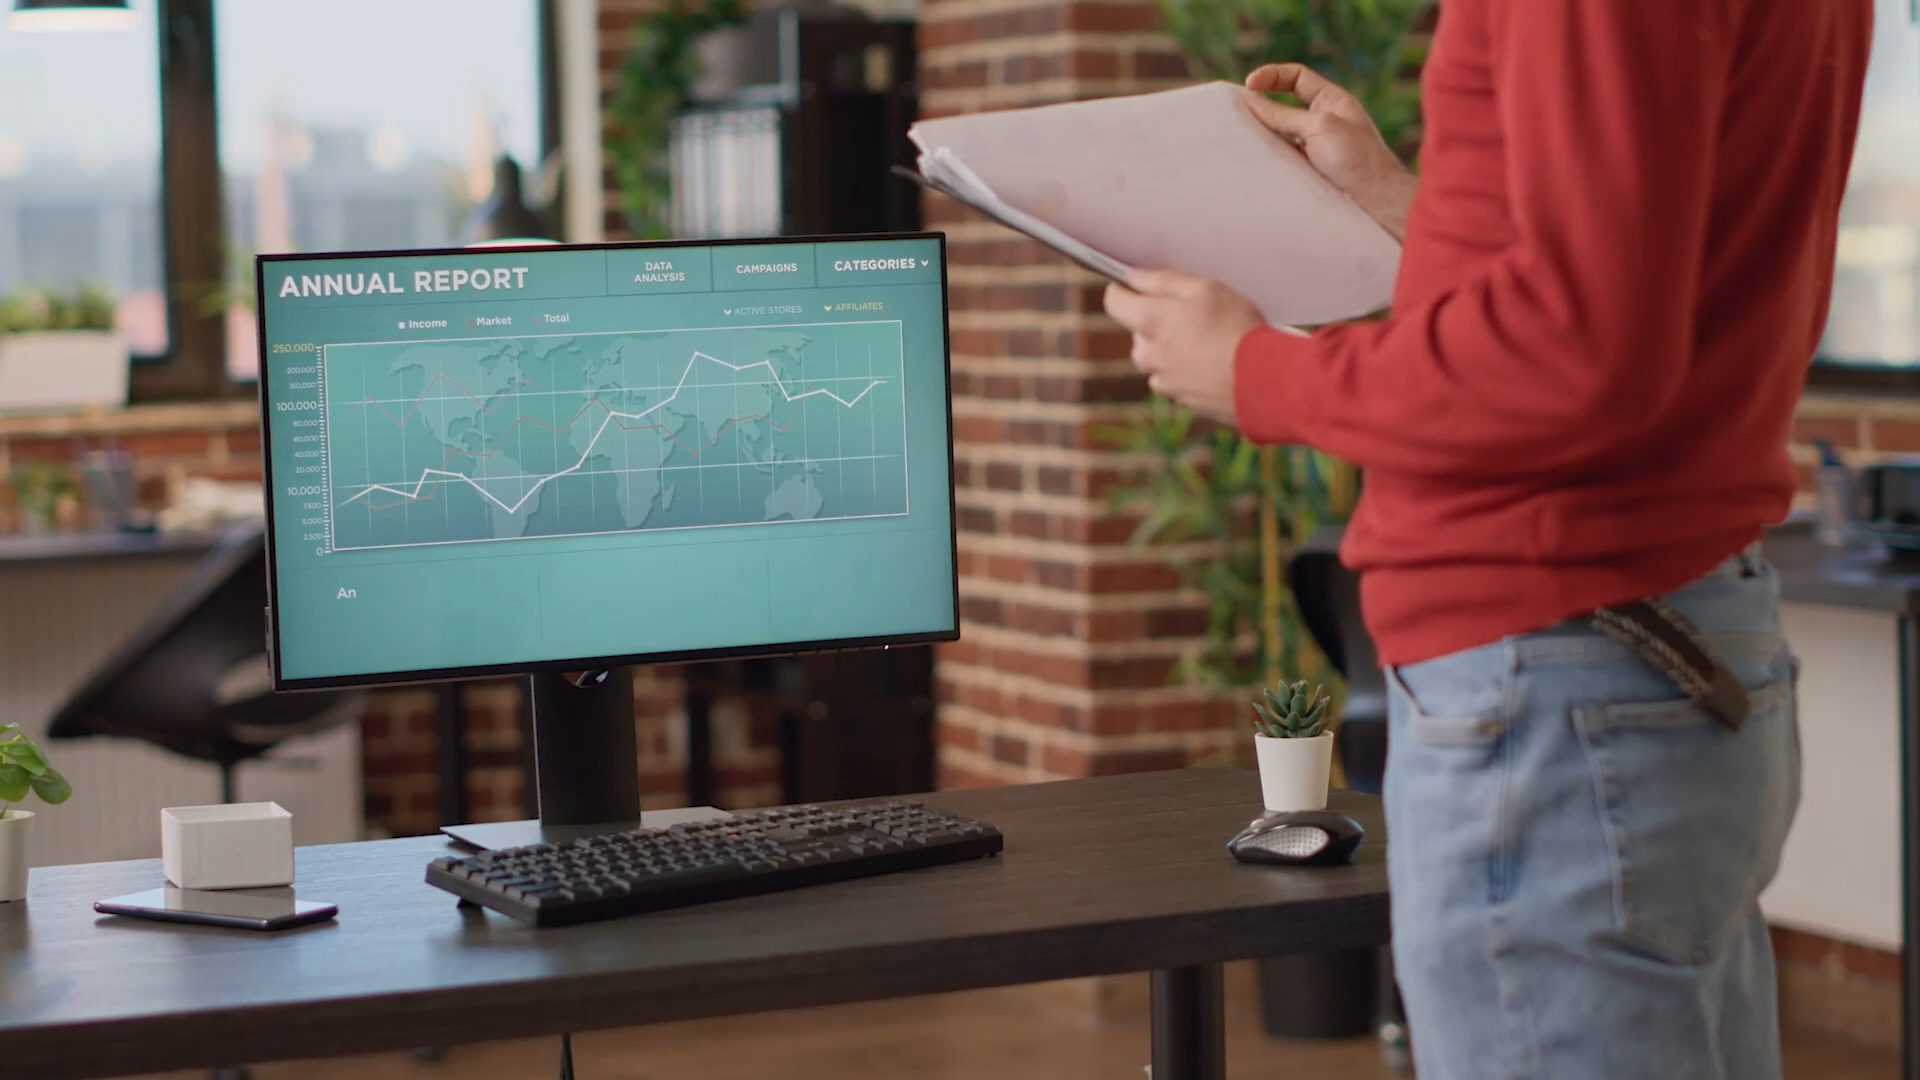 ANNUAL REPORT
DATA
ANALYSIS
CAMPAIGNS
CATEGORIES
ACTIVE STORES
AFFILIATES
Income
Market
Total
250,000
200,000
150,000
100,000
80,000
60,000
40,000
20,000
10,000
7,500
5,000
2,500
0
An